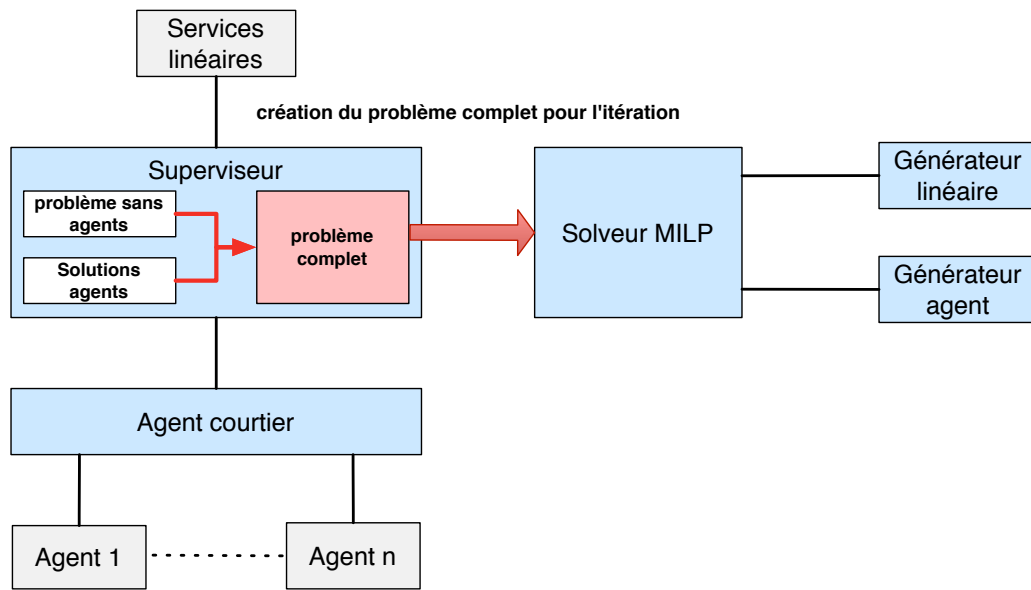 Services
linéaires
création du problème complet pour l'itération
Superviseur
problème sans
agents
Solutions
agents
problème
complet
Solveur MILP
Générateur
linéaire
Générateur
agent
Agent courtier
Agent 1
Agent n